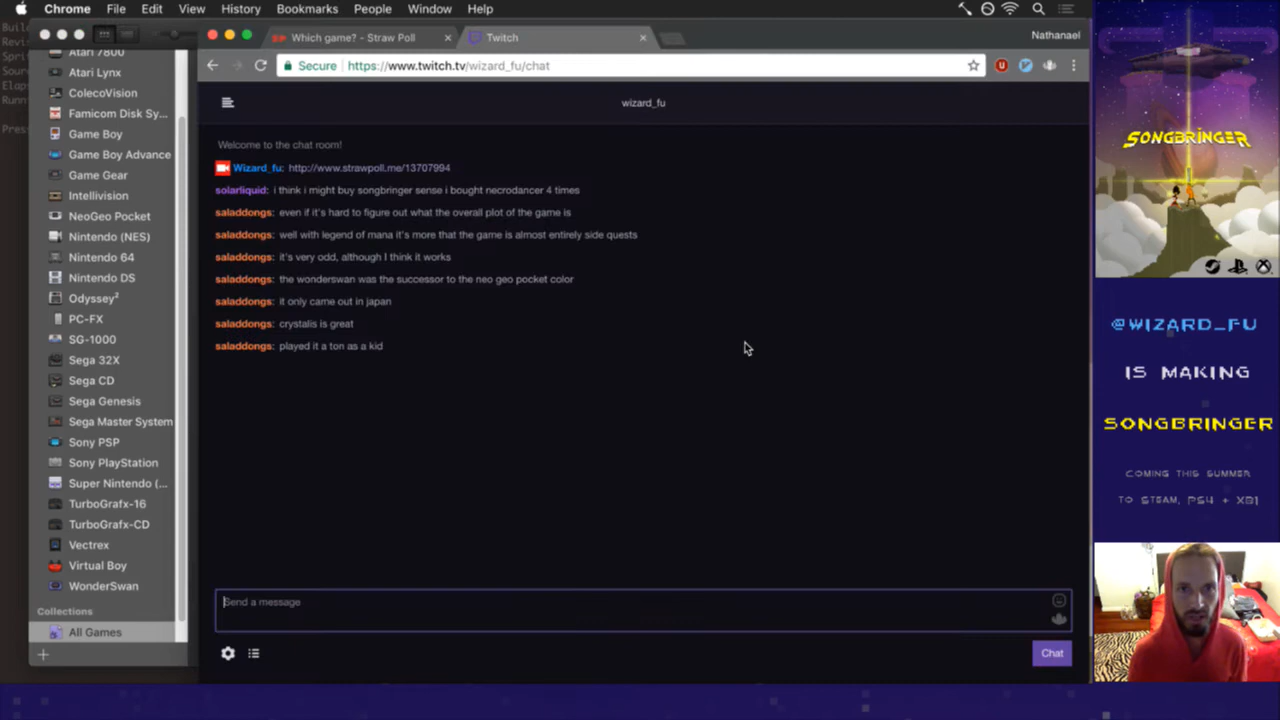 Chrome File Edit View History Bookmarks People Window Help
Which game? - Straw Poll
Twitch
Nathanael
Secure https://www.twitch.tv/wizard_fu/chat
wizard_fu
Atari 7800
Atari Lynx
ColecoVision
Famicom Disk Sy...
Game Boy
Game Boy Advance
Game Gear
Intellivision
NeoGeo Pocket
Nintendo (NES)
Nintendo 64
Nintendo DS
Odyssey²
PC-FX
SG-1000
Sega 32X
Sega CD
Sega Genesis
Sega Master System
Sony PSP
Sony PlayStation
Super Nintendo (...
TurboGrafx-16
TurboGrafx-CD
Vectrex
Virtual Boy
WonderSwan
Collections
All Games
Welcome to the chat room!
Wizard_fu: http://www.strawpoll.me/13707994
solarliquid: i think i might buy songbringer sense i bought necrodancer 4 times
saladdongs: even if it's hard to figure out what the overall plot of the game is
saladdongs: well with legend of mana it's more that the game is almost entirely side quests
saladdongs: it's very odd, although I think it works
saladdongs: the wonderswan was the successor to the neo geo pocket color
saladdongs: it only came out in japan
saladdongs: crystalis is great
saladdongs: played it a ton as a kid
Send a message
Chat
SONGBRINGER
@WIZARD_FU
IS MAKING
SONGBRINGER
COMING THIS SUMMER
TO STEAM, PS4 + XB1